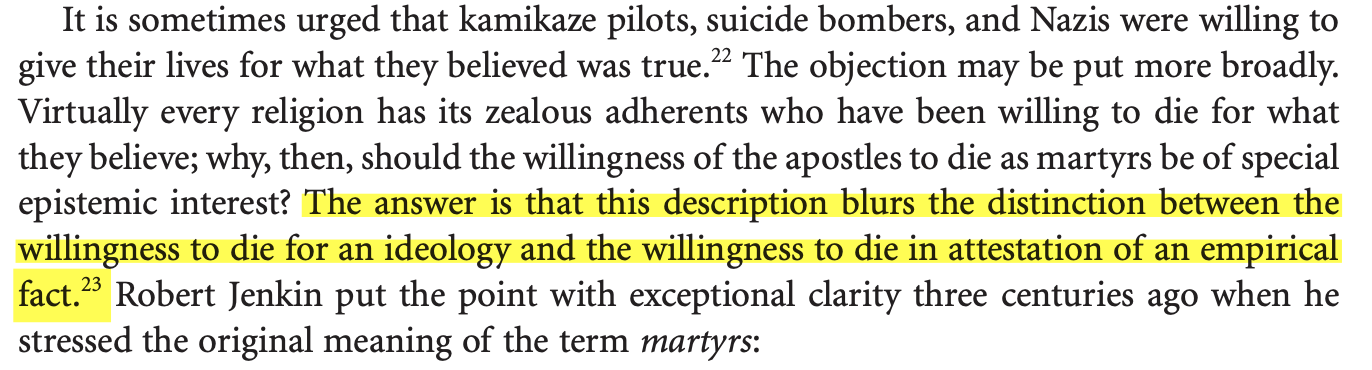 It is sometimes urged that kamikaze pilots, suicide bombers, and Nazis were willing to
give their lives for what they believed was true.22 The objection may be put more broadly.
Virtually every religion has its zealous adherents who have been willing to die for what
they believe; why, then, should the willingness of the apostles to die as martyrs be of special
epistemic interest? The answer is that this description blurs the distinction between the
willingness to die for an ideology and the willingness to die in attestation of an empirical
fact.23 Robert Jenkin put the point with exceptional clarity three centuries ago when he
stressed the original meaning of the term martyrs: